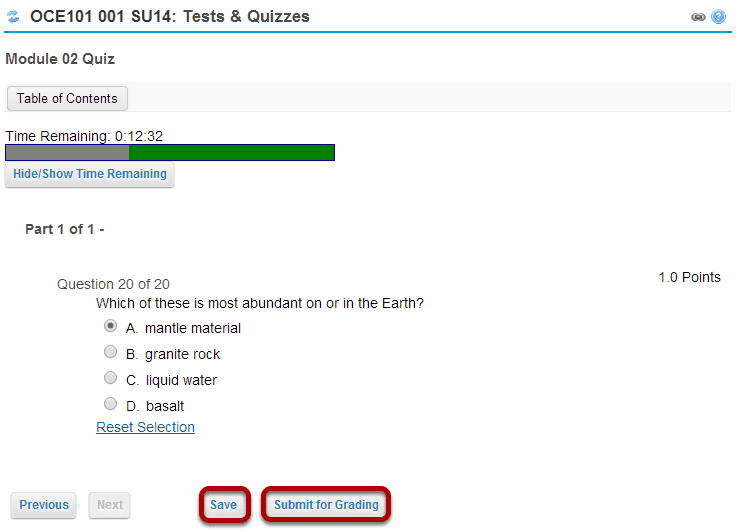 OCE101 001 SU14: Tests & Quizzes
Module 02 Quiz
Table of Contents
Time Remaining: 0:12:32
Hide/Show Time Remaining
Part 1 of 1 -
Question 20 of 20
1.0 Points
Which of these is most abundant on or in the Earth?
A. mantle material
B. granite rock
C. liquid water
D. basalt
Reset Selection
Previous Next Save Submit for Grading